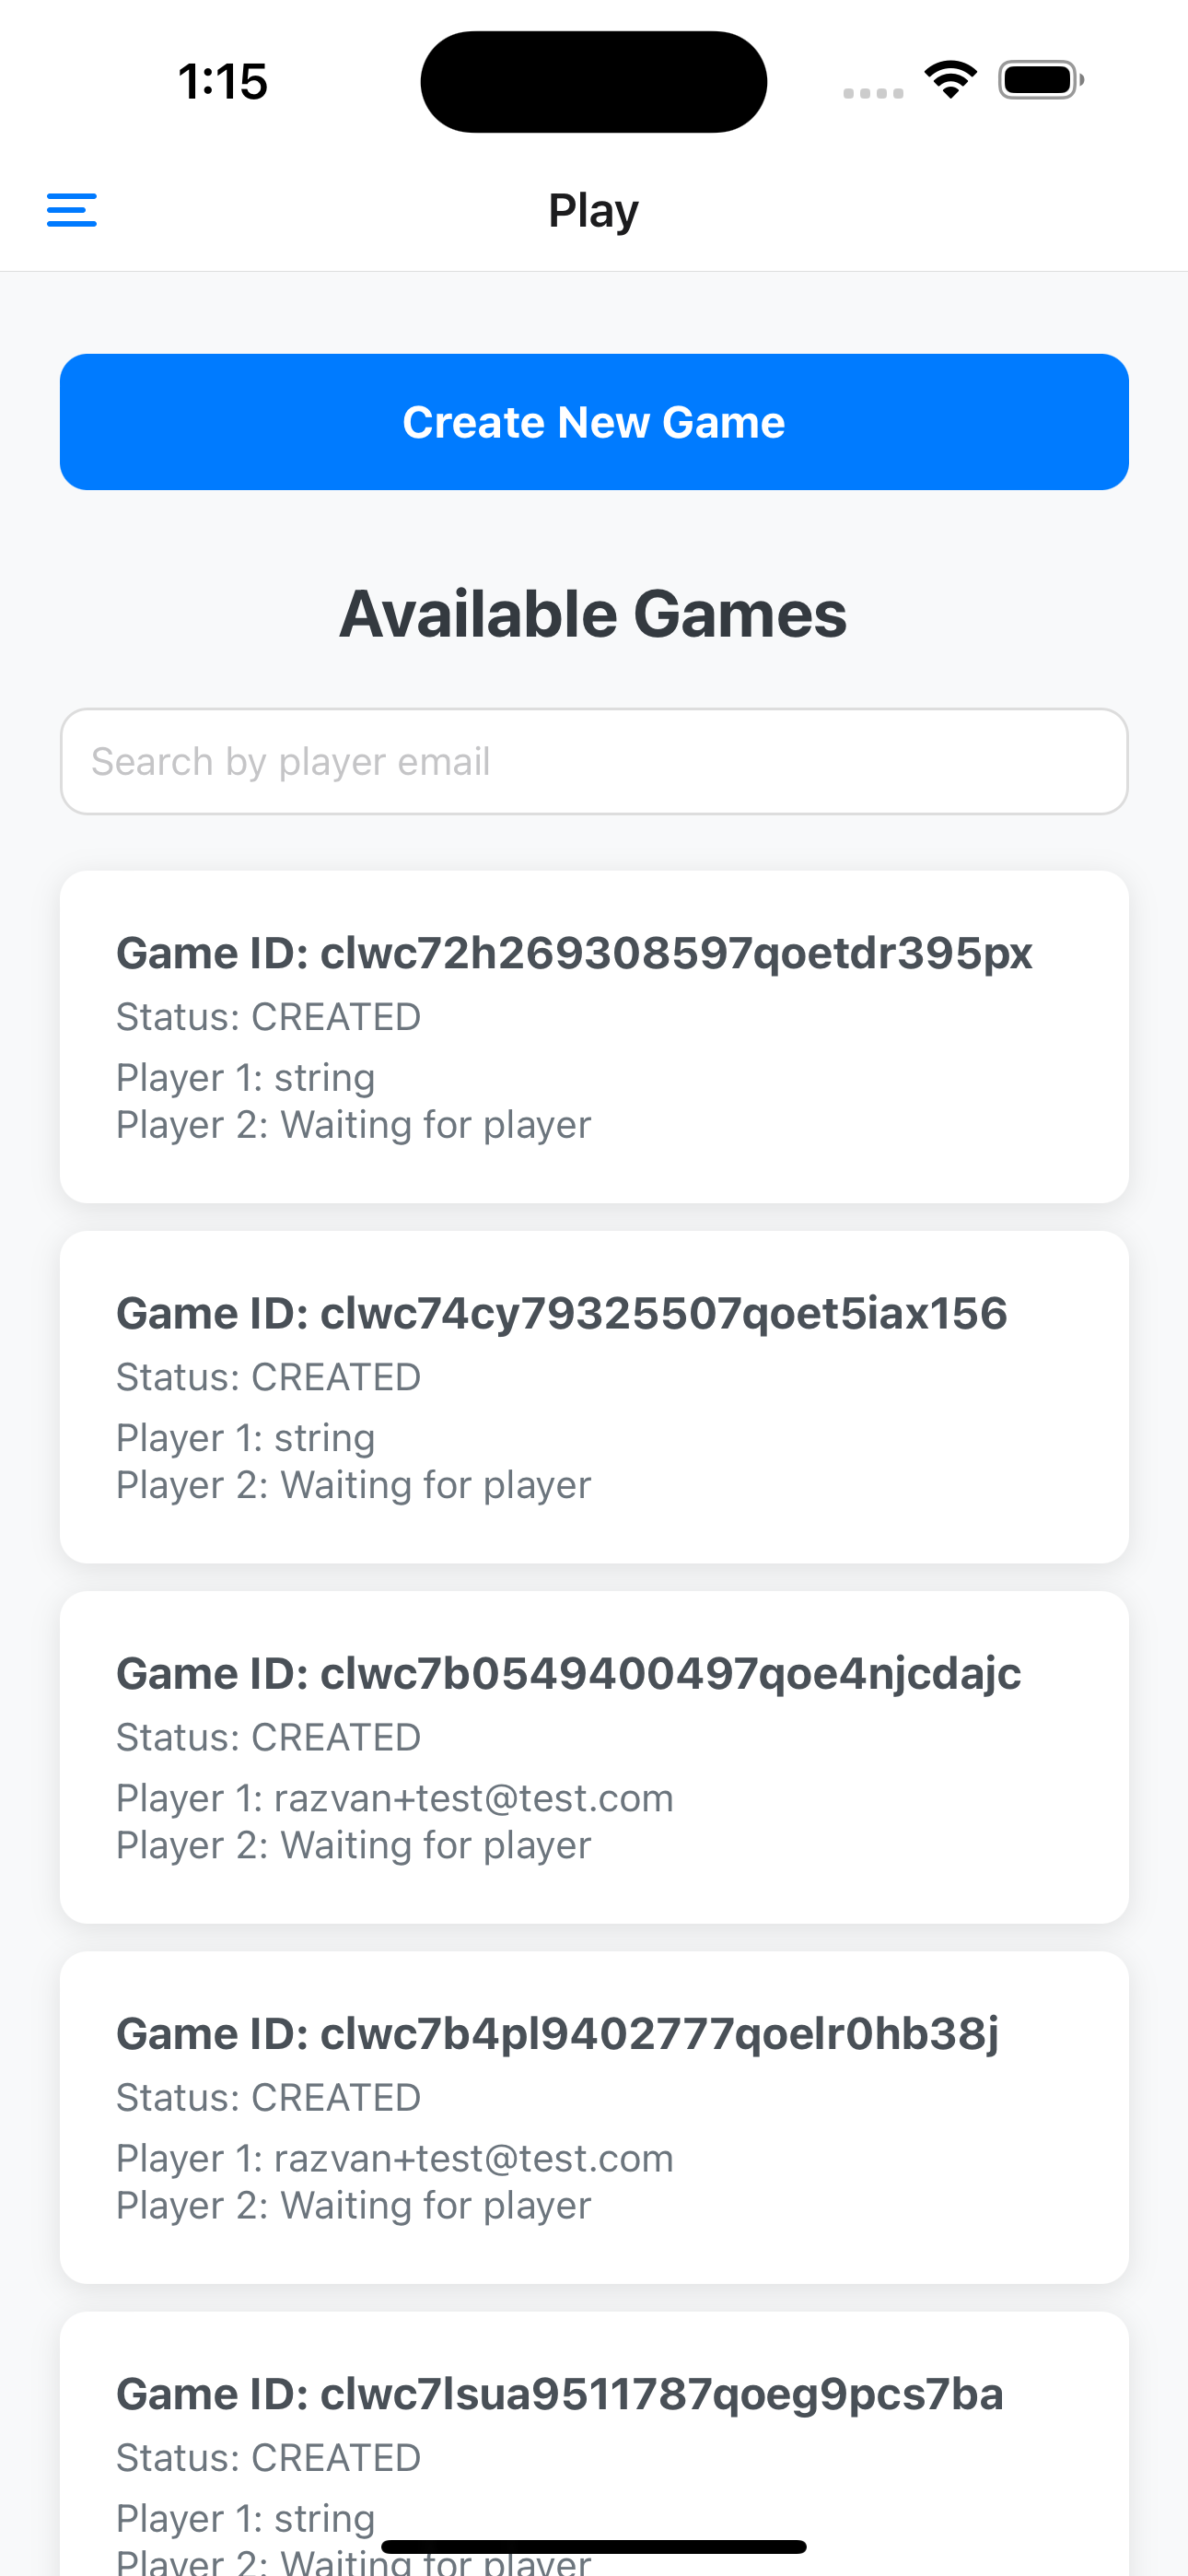 1:15
Play
Create New Game
Available Games
Search by player email
Game ID: clwc72h269308597qoetdr395px
Status: CREATED
Player 1: string
Player 2: Waiting for player
Game ID: clwc74cy79325507qoet5iax156
Status: CREATED
Player 1: string
Player 2: Waiting for player
Game ID: clwc7b0549400497qoe4njcdajc
Status: CREATED
Player 1: razvan+test@test.com
Player 2: Waiting for player
Game ID: clwc7b4pl9402777qoelr0hb38j
Status: CREATED
Player 1: razvan+test@test.com
Player 2: Waiting for player
Game ID: clwc7lsua9511787qoeg9pcs7ba
Status: CREATED
Player 1: string
Player 2: Waiting for player